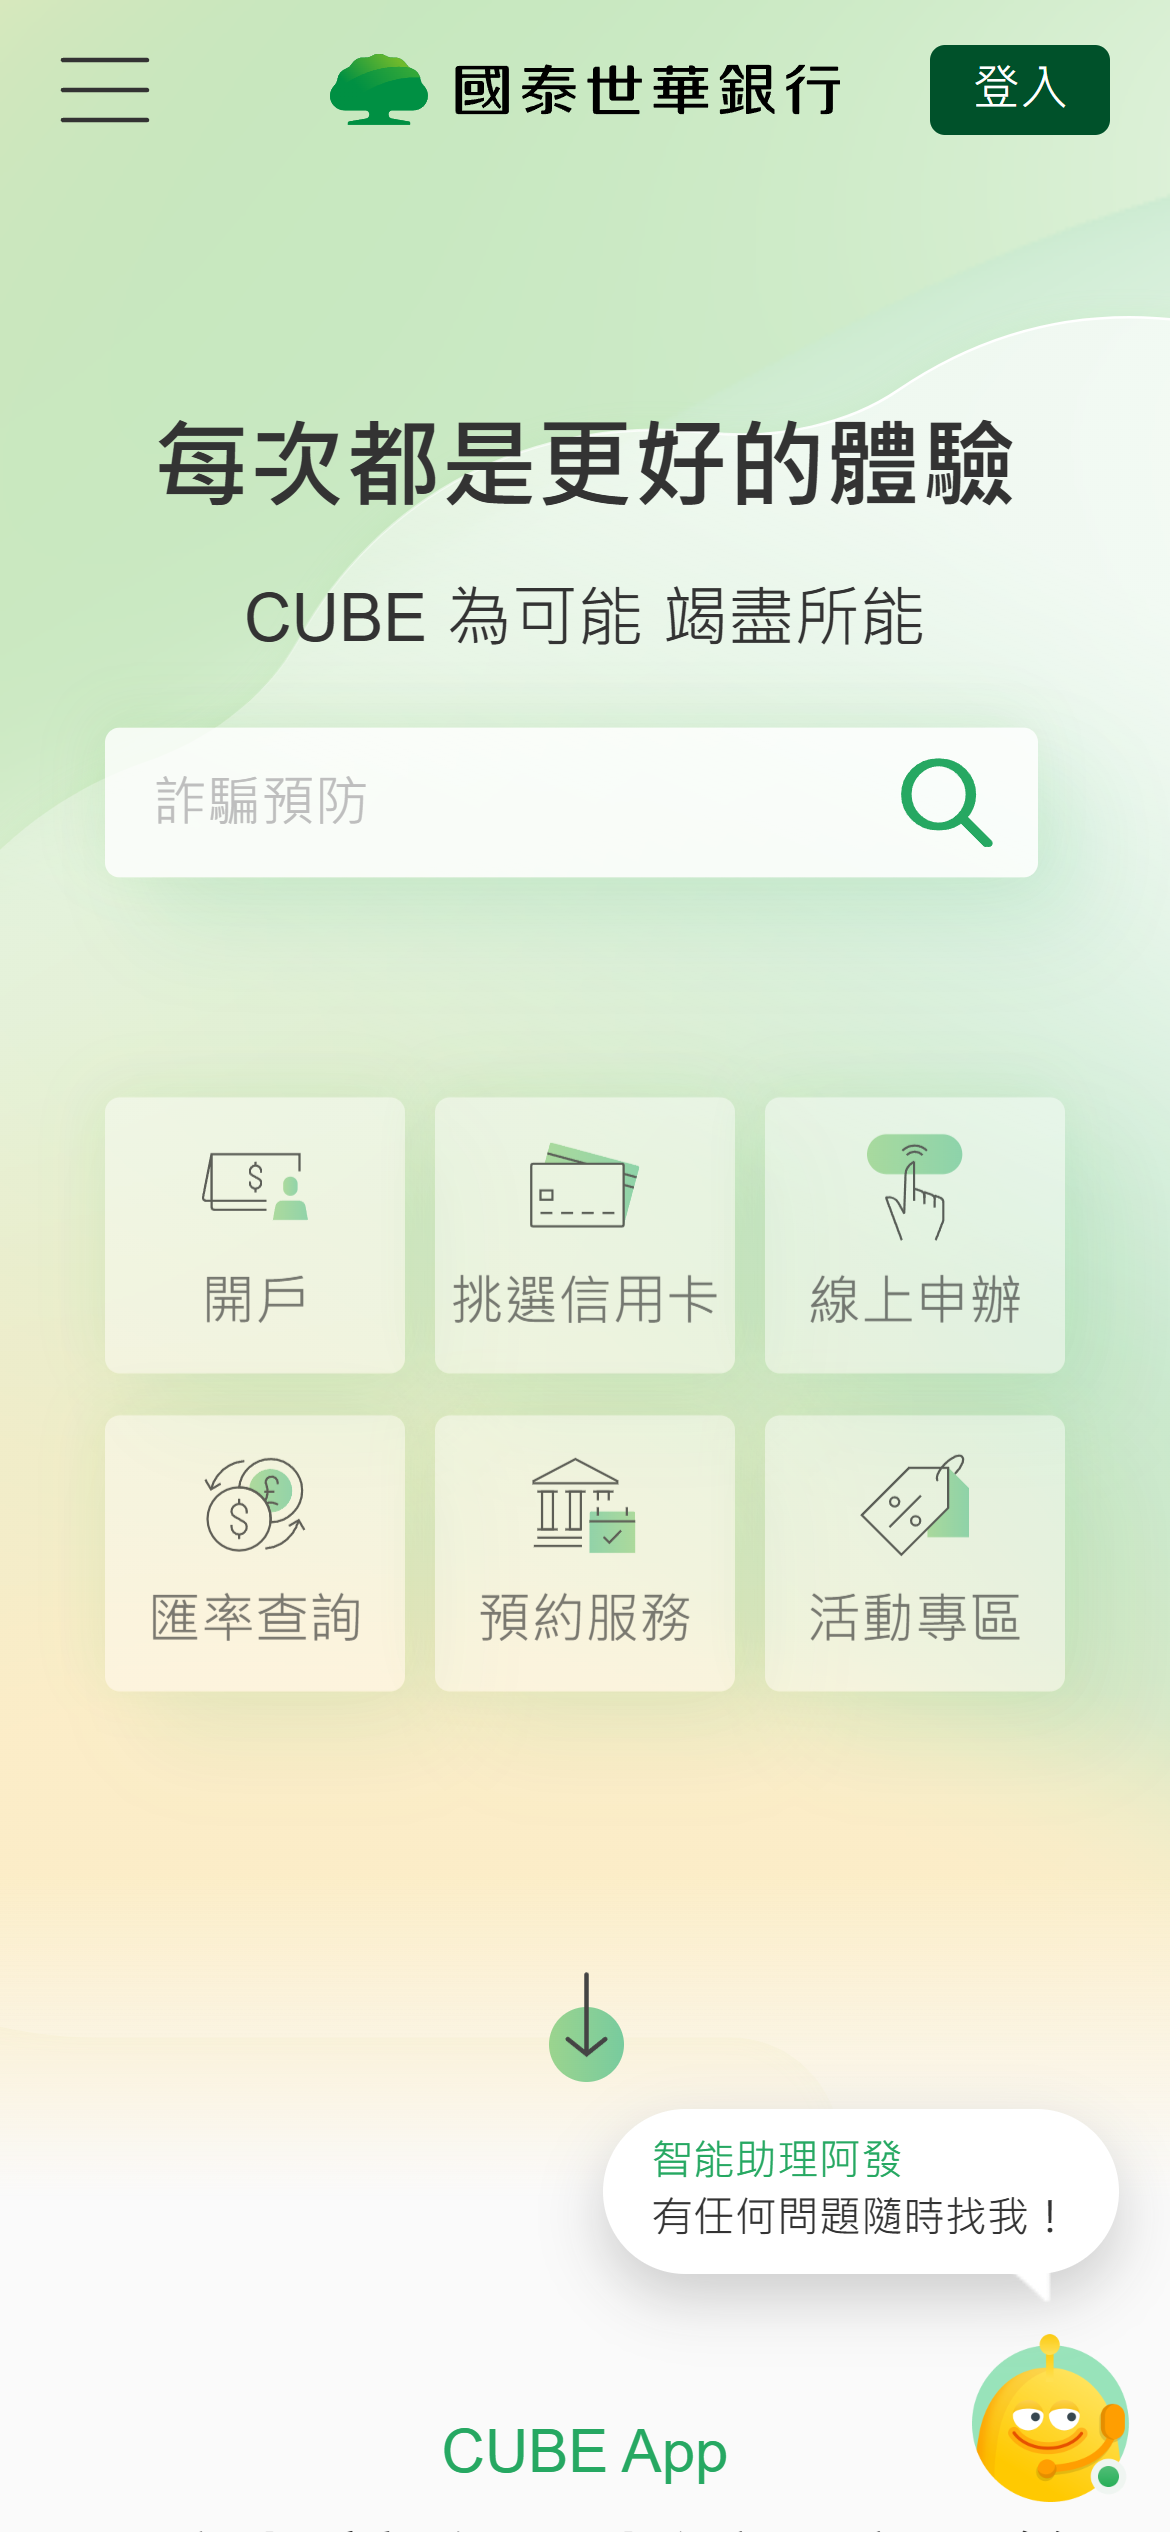 國泰世華銀行
登入
每次都是更好的體驗
CUBE 為可能 竭盡所能
詐騙預防
開戶
挑選信用卡
線上申辦
匯率查詢
預約服務
活動專區
智能助理阿發
有任何問題隨時找我！
CUBE App